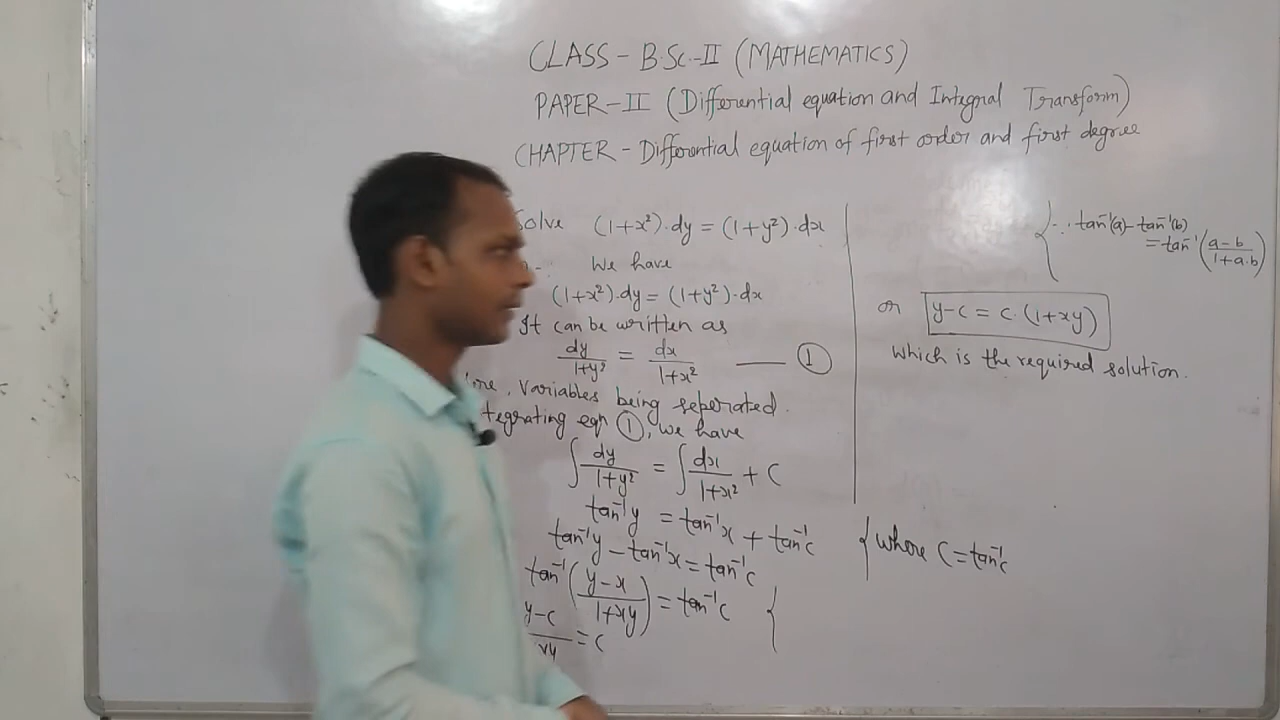 CLASS - B.Sc.-II (MATHEMATICS)
PAPER-II (Differential equation and Integral Transform)
CHAPTER - Differential equation of first order and first degree
Solve (1+x²).dy = (1+y²).dx
We have
(1+x²).dy = (1+y²).dx
It can be written as
dy/1+y² = dx/1+x² —— ①
Variables being seperated.
eqn ①, we have
∫dy/1+y² = ∫dx/1+x² + C
tan⁻¹y = tan⁻¹x + tan⁻¹c { where C = tan⁻¹c
tan⁻¹y - tan⁻¹x = tan⁻¹c
tan⁻¹(y-x/1+xy) = tan⁻¹c {
y-c/xy = c
{ ∵ tan⁻¹(a) - tan⁻¹(b)
= tan⁻¹(a-b/1+a.b)
or y-c = c.(1+xy)
which is the required solution.